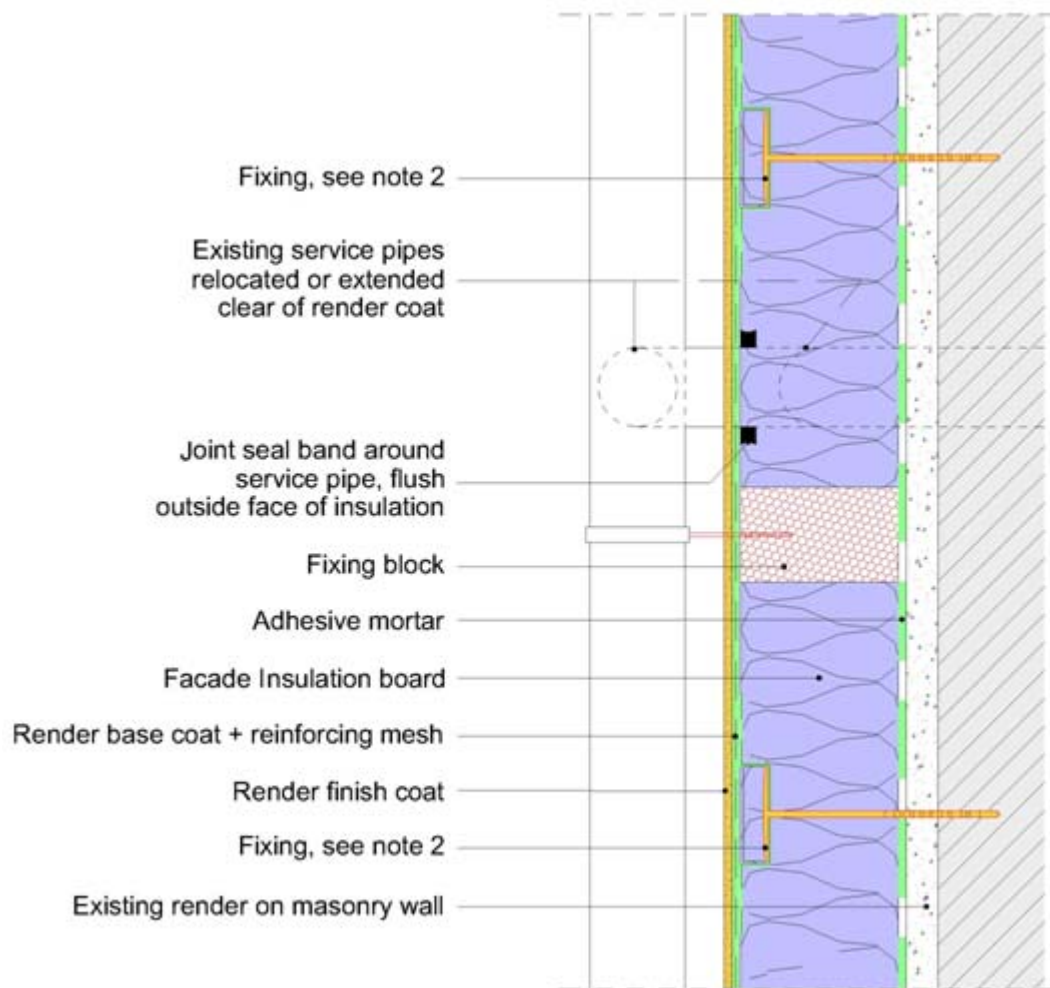 Fixing, see note 2
Existing service pipes
relocated or extended
clear of render coat
Joint seal band around
service pipe, flush
outside face of insulation
Fixing block
Adhesive mortar
Facade Insulation board
Render base coat + reinforcing mesh
Render finish coat
Fixing, see note 2
Existing render on masonry wall